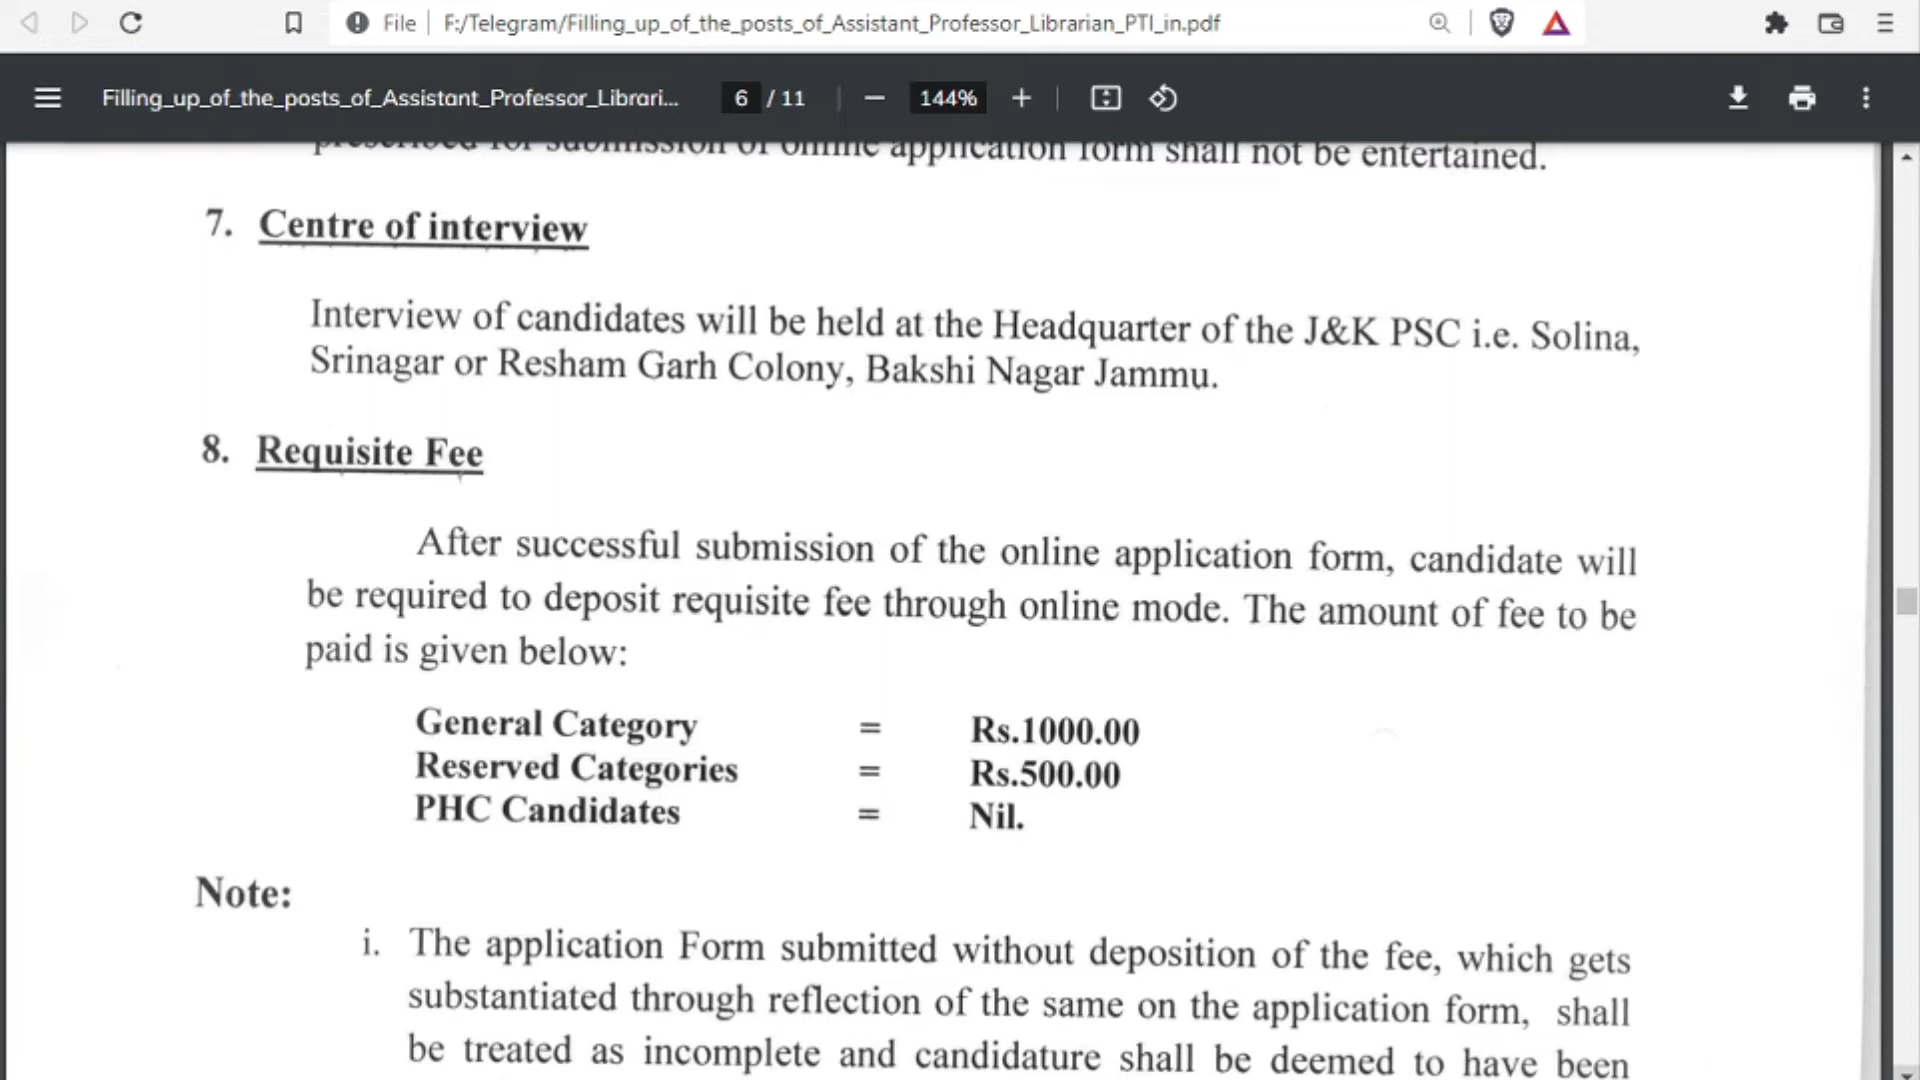 File F:/Telegram/Filling_up_of_the_posts_of_Assistant_Professor_Librarian_PTI_in.pdf
Filling_up_of_the_posts_of_Assistant_Professor_Librari... 6 / 11 144%
prescribed for submission of online application form shall not be entertained.
7. Centre of interview
Interview of candidates will be held at the Headquarter of the J&K PSC i.e. Solina,
Srinagar or Resham Garh Colony, Bakshi Nagar Jammu.
8. Requisite Fee
After successful submission of the online application form, candidate will
be required to deposit requisite fee through online mode. The amount of fee to be
paid is given below:
General Category = Rs.1000.00
Reserved Categories = Rs.500.00
PHC Candidates = Nil.
Note:
i. The application Form submitted without deposition of the fee, which gets
substantiated through reflection of the same on the application form, shall
be treated as incomplete and candidature shall be deemed to have been